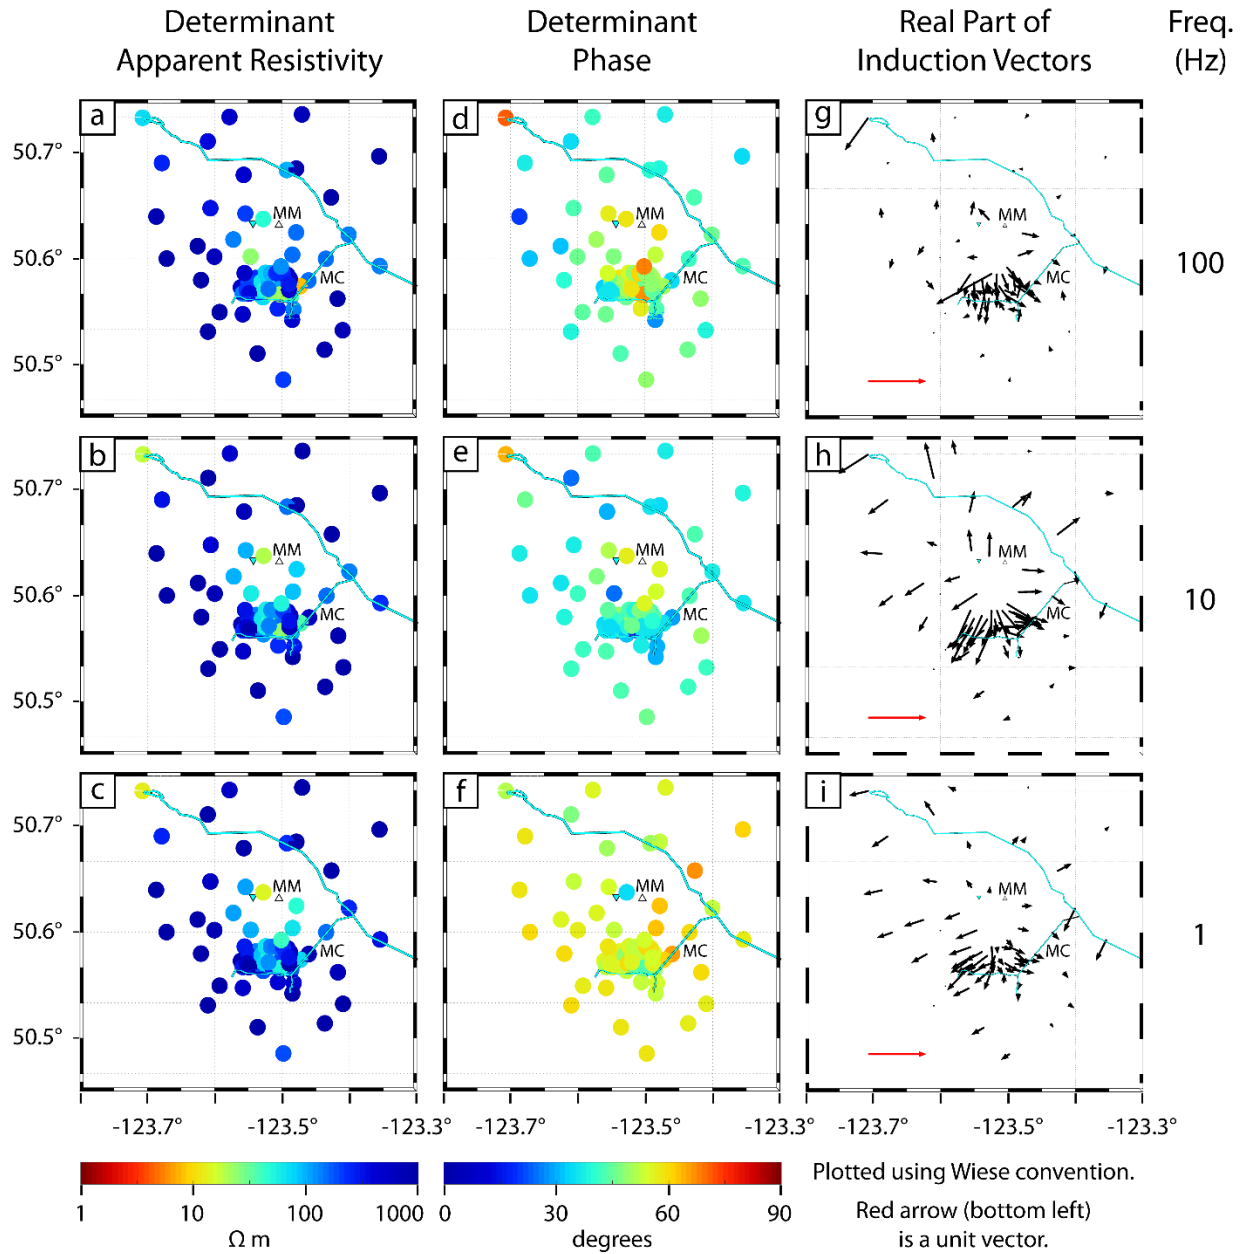 Determinant
Apparent Resistivity
Determinant
Phase
Real Part of
Induction Vectors
Freq.
(Hz)
a
d
g
50.7°
MM
MM
MM
50.6°
MC
MC
MC
100
50.5°
b
e
h
50.7°
MM
MM
MM
50.6°
MC
MC
MC
10
50.5°
c
f
i
50.7°
MM
MM
MM
50.6°
MC
MC
MC
1
50.5°
-123.7° -123.5° -123.3°
-123.7° -123.5° -123.3°
-123.7° -123.5° -123.3°
1 10 100 1000
Ω m
0 30 60 90
degrees
Plotted using Wiese convention.
Red arrow (bottom left)
is a unit vector.